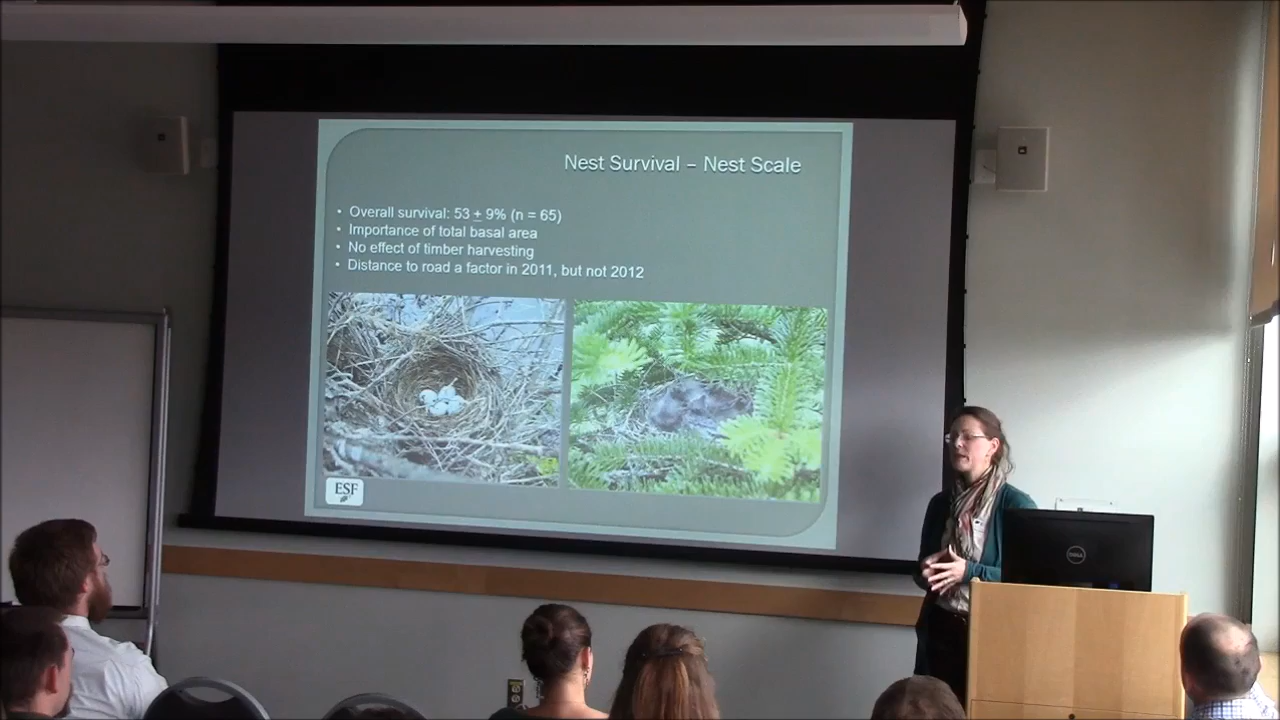 Nest Survival – Nest Scale
• Overall survival: 53 ± 9% (n = 65)
• Importance of total basal area
• No effect of timber harvesting
• Distance to road a factor in 2011, but not 2012
ESF
DELL